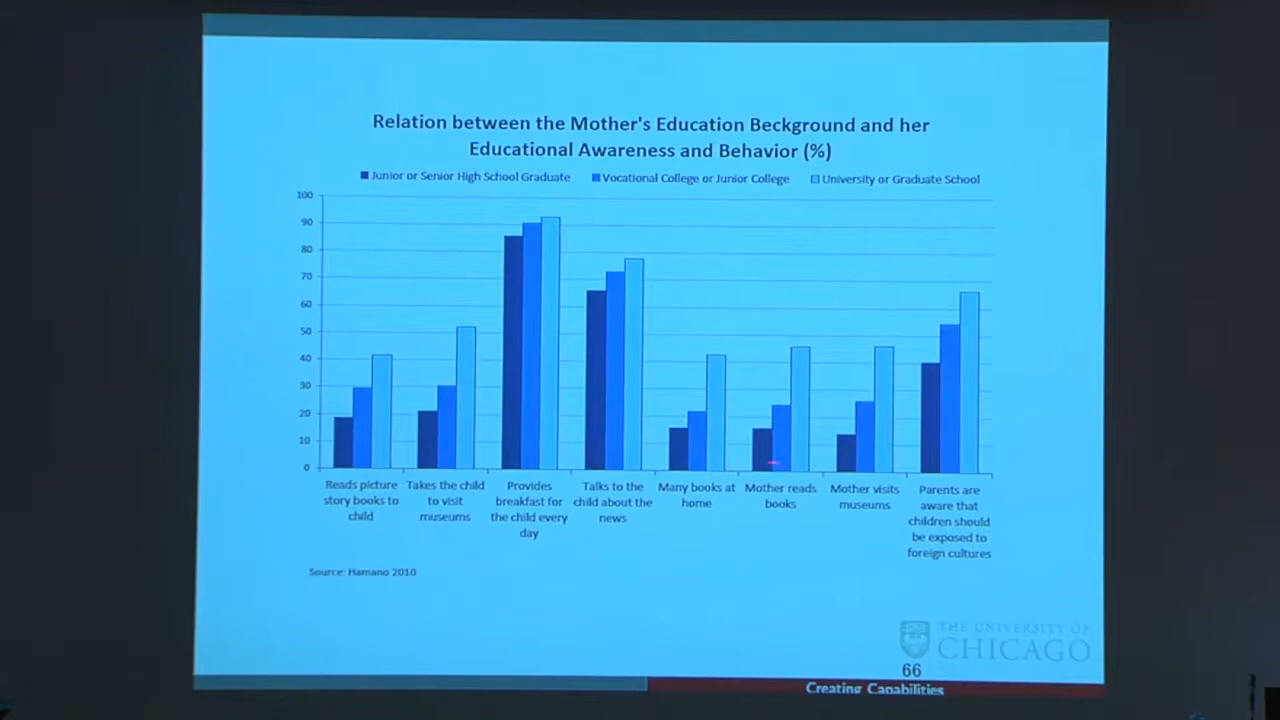 Relation between the Mother's Education Beckground and her
Educational Awareness and Behavior (%)
Junior or Senior High School Graduate Vocational College or Junior College University or Graduate School
100
90
80
70
60
50
40
30
20
10
0
Reads picture
story books to
child
Takes the child
to visit
museums
Provides
breakfast for
the child every
day
Talks to the
child about the
news
Many books at
home
Mother reads
books
Mother visits
museums
Parents are
aware that
children should
be exposed to
foreign cultures
Source: Hamano 2010
THE UNIVERSITY OF
CHICAGO
66
Creating Capabilities